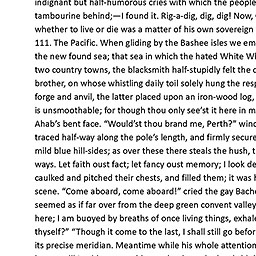 indignant but half-humorous cries with which the people
tambourine behind;—I found it. Rig-a-dig, dig, dig! Now,
whether to live or die was a matter of his own sovereign
111. The Pacific. When gliding by the Bashee isles we em
the new found sea; that sea in which the hated White W
two country towns, the blacksmith half-stupidly felt the
brother, on whose whistling daily toil solely hung the res
forge and anvil, the latter placed upon an iron-wood log,
is unsmoothable; for though thou only see'st it here in m
Ahab's bent face. "Would'st thou brand me, Perth?" win
traced half-way along the pole's length, and firmly secure
mild blue hill-sides; as over these there steals the hush, t
ways. Let faith oust fact; let fancy oust memory; I look de
caulked and pitched their chests, and filled them; it was
scene. "Come aboard, come aboard!" cried the gay Bach
seemed as if far over from the deep green convent valley
here; I am buoyed by breaths of once living things, exhal
thyself?" "Though it come to the last, I shall still go befor
its precise meridian. Meantime while his whole attention